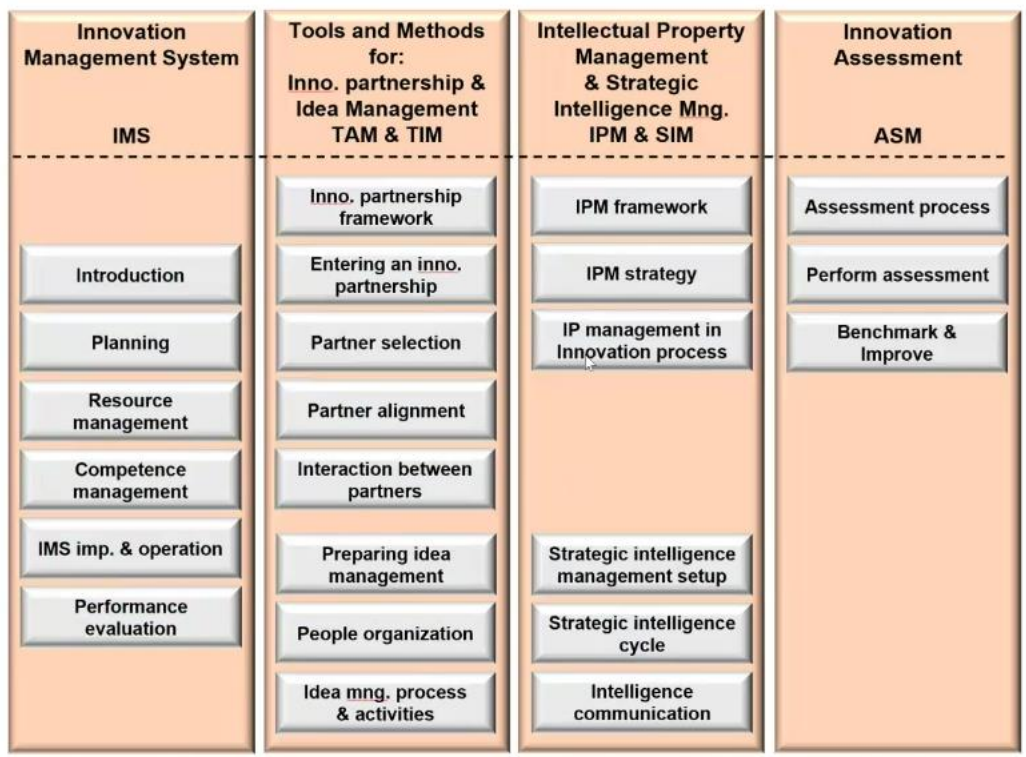 Innovation
Management System
IMS
Introduction
Planning
Resource
management
Competence
management
IMS imp. & operation
Performance
evaluation
Tools and Methods
for:
Inno. partnership &
Idea Management
TAM & TIM
Inno. partnership
framework
Entering an inno.
partnership
Partner selection
Partner alignment
Interaction between
partners
Preparing idea
management
People organization
Idea mng. process
& activities
Intellectual Property
Management
& Strategic
Intelligence Mng.
IPM & SIM
IPM framework
IPM strategy
IP management in
Innovation process
Strategic intelligence
management setup
Strategic intelligence
cycle
Intelligence
communication
Innovation
Assessment
ASM
Assessment process
Perform assessment
Benchmark &
Improve